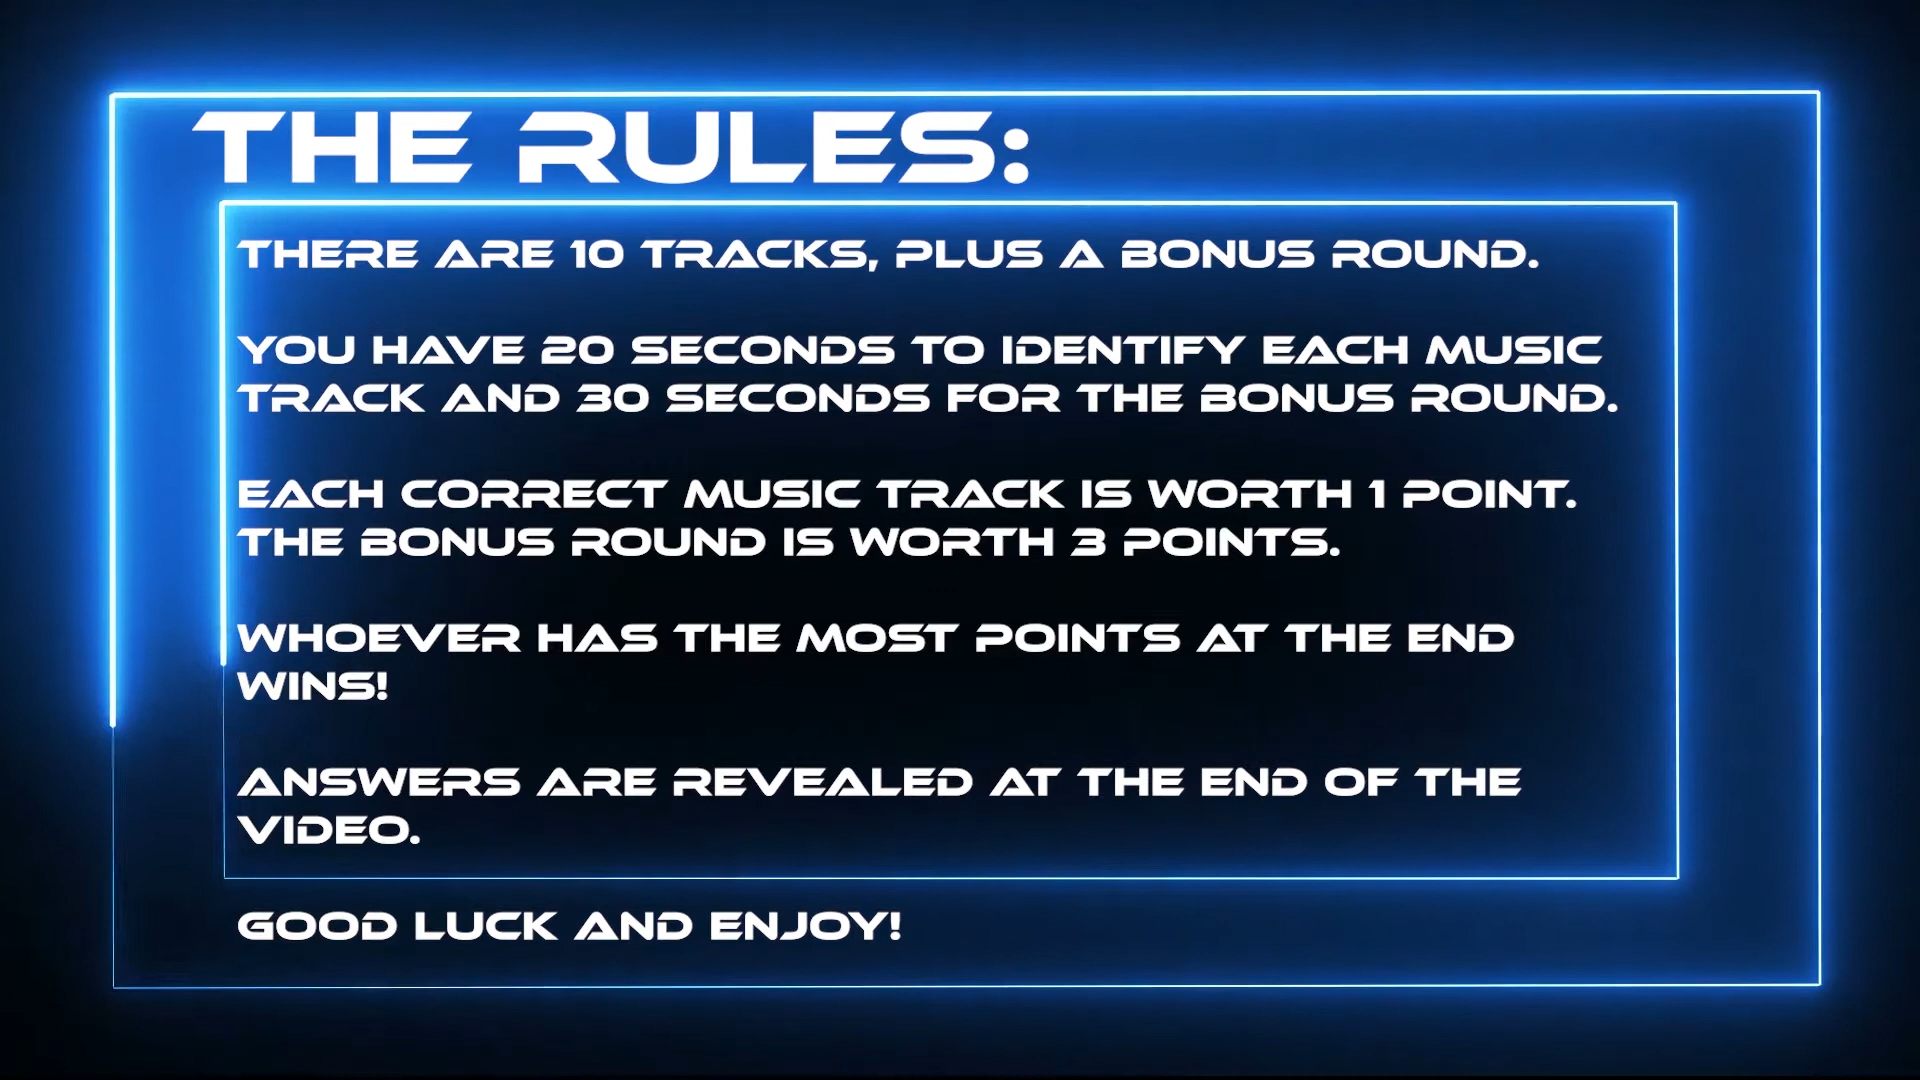 THE RULES:
THERE ARE 10 TRACKS, PLUS A BONUS ROUND.
YOU HAVE 20 SECONDS TO IDENTIFY EACH MUSIC
TRACK AND 30 SECONDS FOR THE BONUS ROUND.
EACH CORRECT MUSIC TRACK IS WORTH 1 POINT.
THE BONUS ROUND IS WORTH 3 POINTS.
WHOEVER HAS THE MOST POINTS AT THE END
WINS!
ANSWERS ARE REVEALED AT THE END OF THE
VIDEO.
GOOD LUCK AND ENJOY!